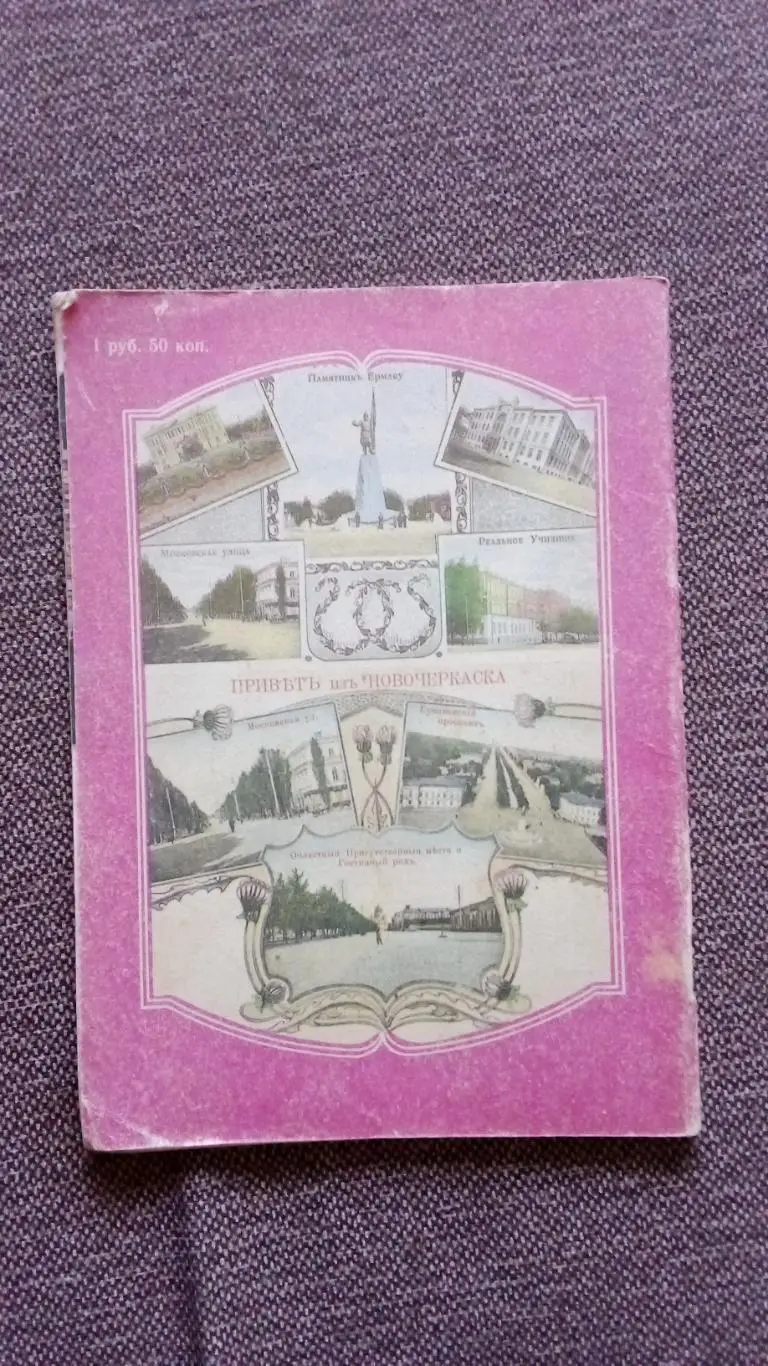 1 руб. 50 коп.
Памятникъ Ермаку
Московская улица
Реальное Училище
ПРИВѢТЪ изъ НОВОЧЕРКАСКА
Московская ул.
Ермаковскій
проспектъ
Областныя Присутственныя мѣста и
Гостиный рядъ